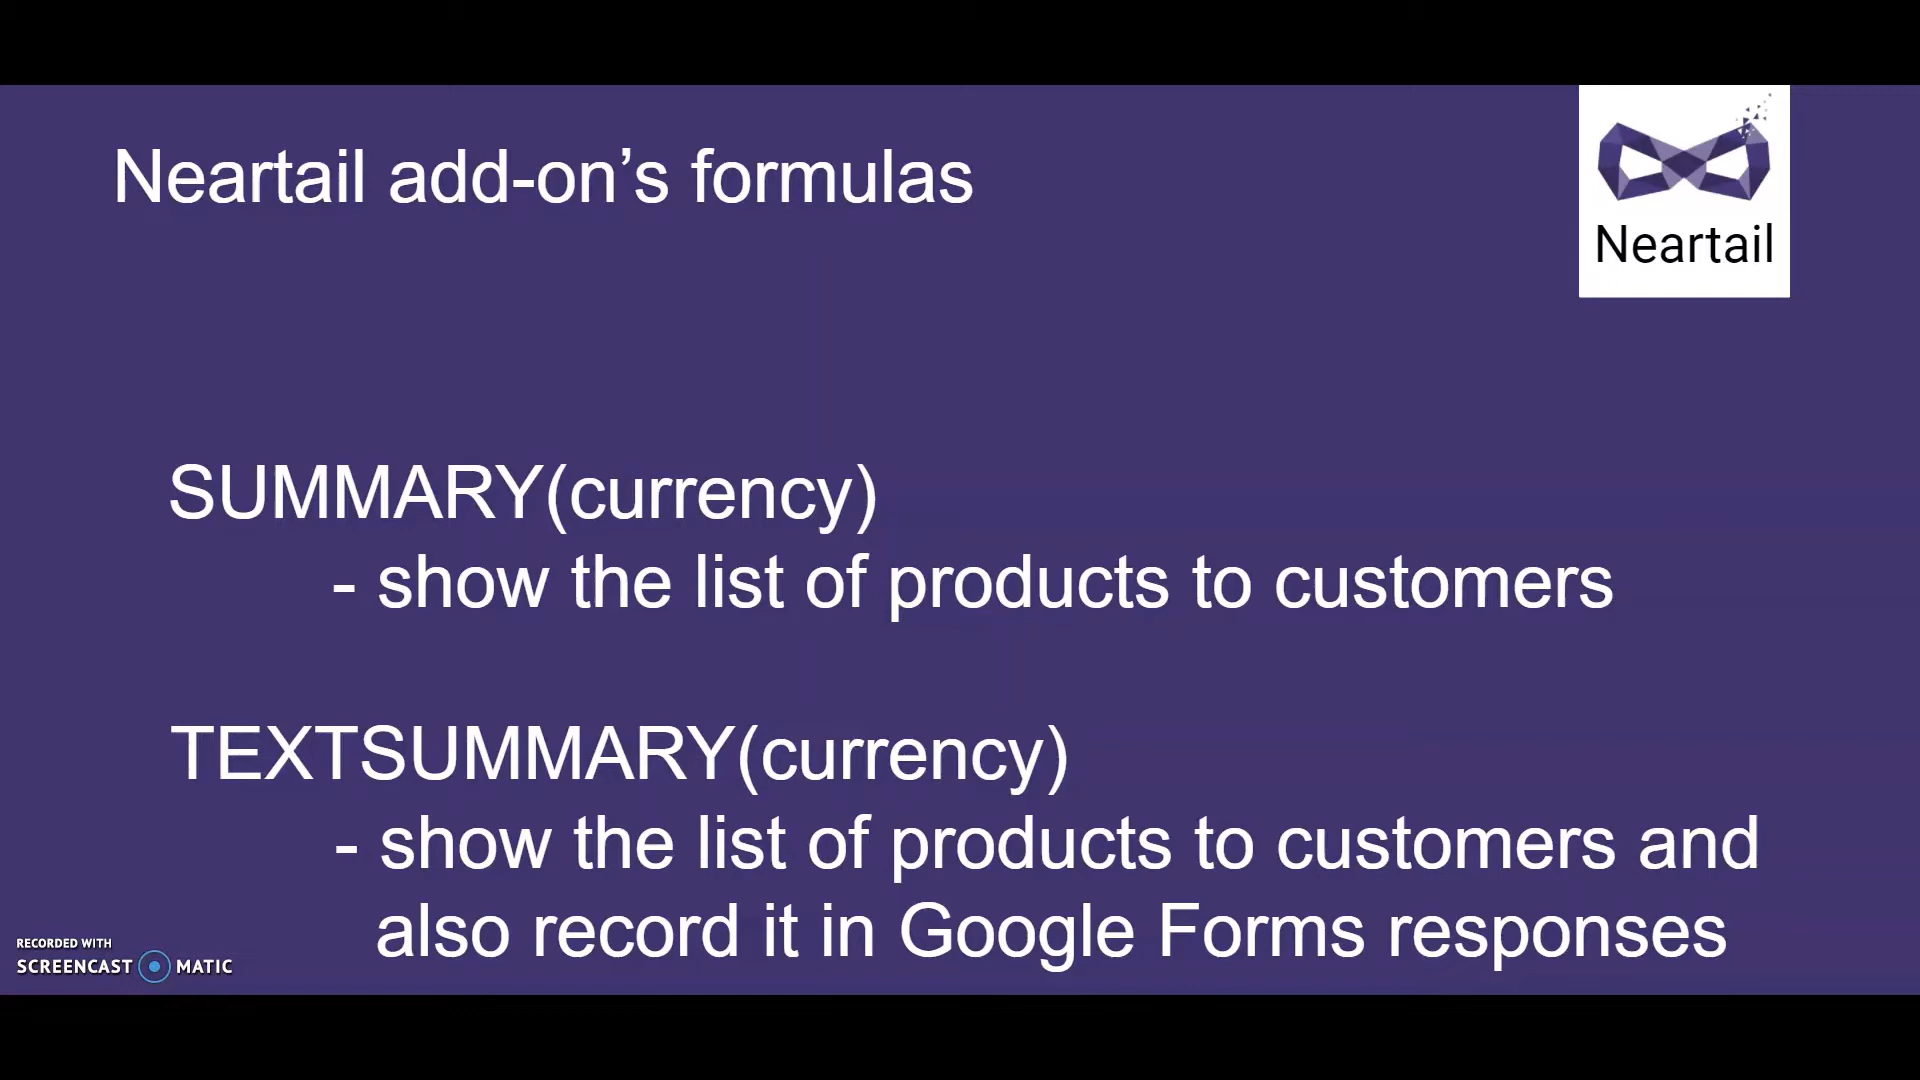 Neartail add-on’s formulas
Neartail
SUMMARY(currency)
- show the list of products to customers
TEXTSUMMARY(currency)
- show the list of products to customers and
also record it in Google Forms responses
RECORDED WITH
SCREENCAST MATIC